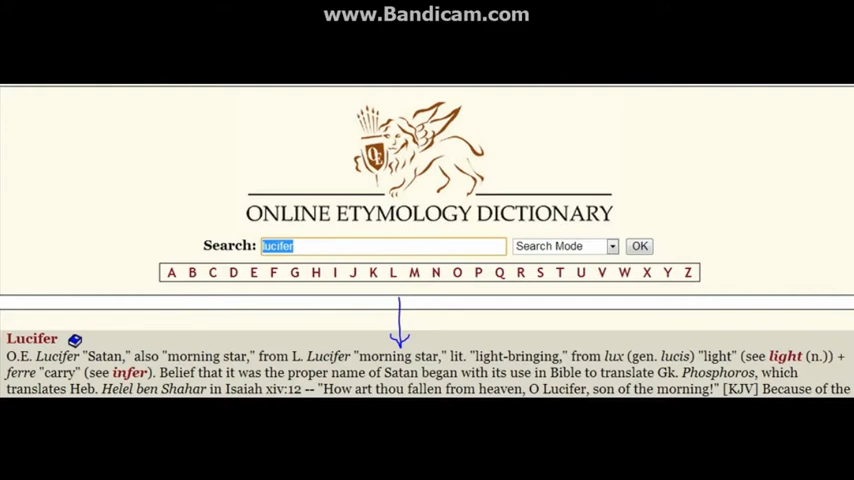 www.Bandicam.com
OE
ONLINE ETYMOLOGY DICTIONARY
Search: lucifer Search Mode OK
A B C D E F G H I J K L M N O P Q R S T U V W X Y Z
Lucifer
O.E. Lucifer "Satan," also "morning star," from L. Lucifer "morning star," lit. "light-bringing," from lux (gen. lucis) "light" (see light (n.)) +
ferre "carry" (see infer). Belief that it was the proper name of Satan began with its use in Bible to translate Gk. Phosphoros, which
translates Heb. Helel ben Shahar in Isaiah xiv:12 -- "How art thou fallen from heaven, O Lucifer, son of the morning!" [KJV] Because of the